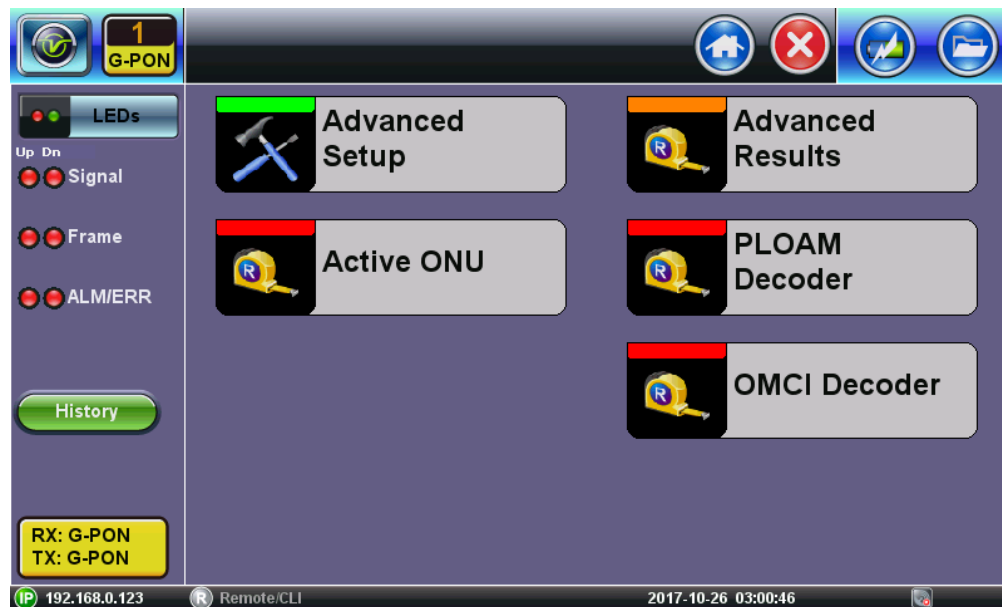 1
G-PON
LEDs
Up Dn
Signal
Frame
ALM/ERR
History
RX: G-PON
TX: G-PON
Advanced
Setup
Advanced
Results
Active ONU
PLOAM
Decoder
OMCI Decoder
IP 192.168.0.123
R Remote/CLI
2017-10-26 03:00:46